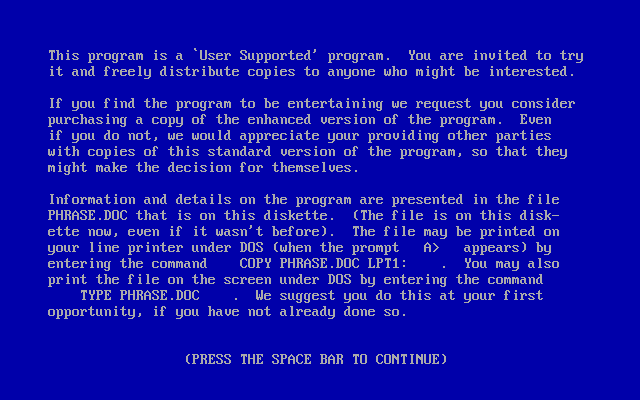 This program is a `User Supported' program.  You are invited to try
it and freely distribute copies to anyone who might be interested.
If you find the program to be entertaining we request you consider
purchasing a copy of the enhanced version of the program.  Even
if you do not, we would appreciate your providing other parties
with copies of this standard version of the program, so that they
might make the decision for themselves.
Information and details on the program are presented in the file
PHRASE.DOC that is on this diskette.  (The file is on this disk-
ette now, even if it wasn't before).  The file may be printed on
your line printer under DOS (when the prompt   A>   appears) by
entering the command    COPY PHRASE.DOC LPT1:    .  You may also
print the file on the screen under DOS by entering the command
    TYPE PHRASE.DOC    .  We suggest you do this at your first
opportunity, if you have not already done so.
(PRESS THE SPACE BAR TO CONTINUE)